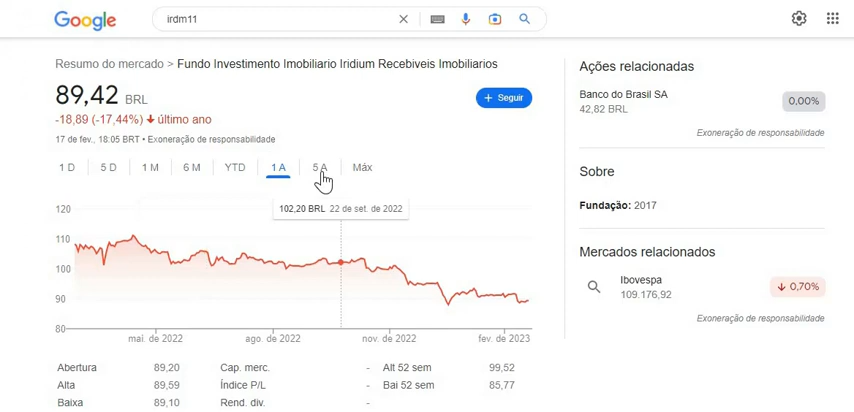 Google
irdm11
Resumo do mercado > Fundo Investimento Imobiliario Iridium Recebiveis Imobiliarios
89,42 BRL
+ Seguir
-18,89 (-17,44%) ↓ último ano
17 de fev., 18:05 BRT • Exoneração de responsabilidade
1 D 5 D 1 M 6 M YTD 1 A 5 A Máx
102,20 BRL 22 de set. de 2022
120
110
100
90
80
mai. de 2022 ago. de 2022 nov. de 2022 fev. de 2023
Abertura 89,20 Cap. merc. - Alt 52 sem 99,52
Alta 89,59 Índice P/L - Bai 52 sem 85,77
Baixa 89,10 Rend. div. -
Ações relacionadas
Banco do Brasil SA
42,82 BRL
0,00%
Exoneração de responsabilidade
Sobre
Fundação: 2017
Mercados relacionados
Ibovespa
109.176,92
↓ 0,70%
Exoneração de responsabilidade